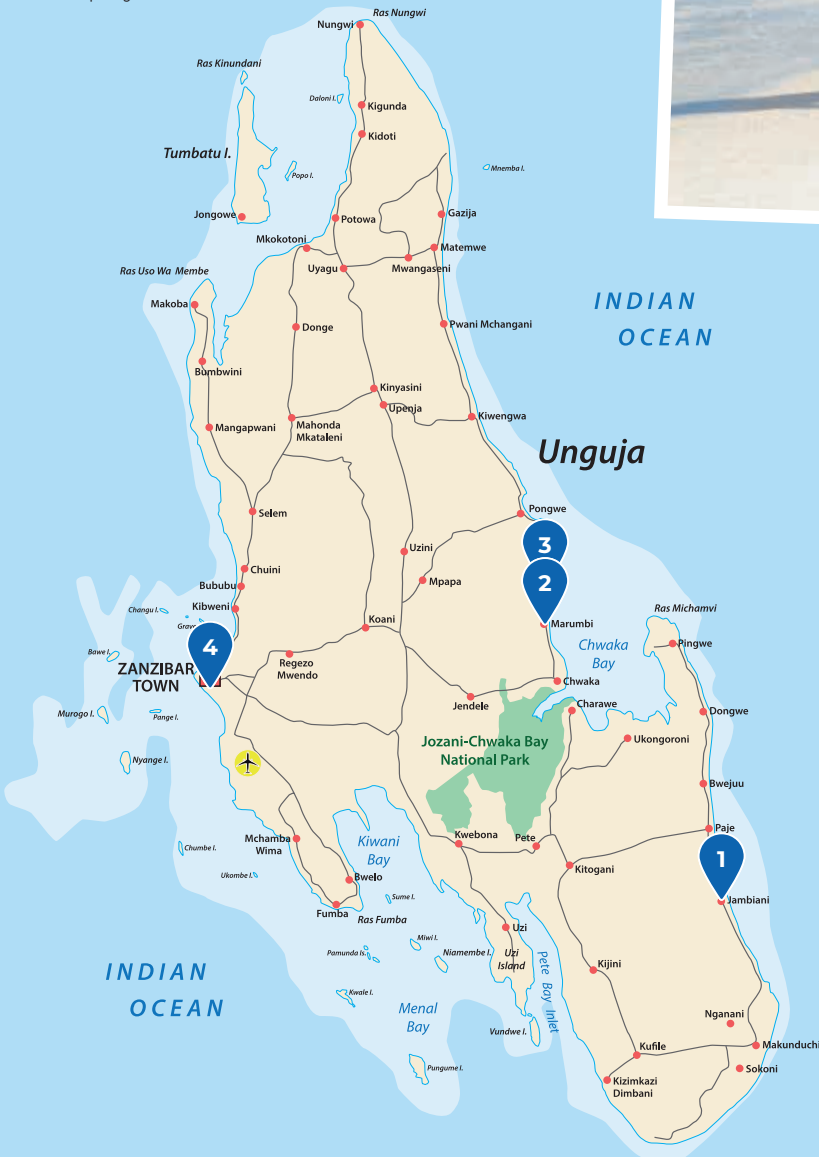 Ras Nungwi
Nungwi
Ras Kinundani
Daloni I.
Kigunda
Kidoti
Tumbatu I.
Popo I.
Mnemba I.
Jongowe
Potowa
Gazija
Mkokotoni
Matemwe
Uyagu
Mwangaseni
Ras Uso Wa Membe
Makoba
INDIAN
OCEAN
Donge
Pwani Mchangani
Bumbwini
Kinyasini
Upenja
Kiwengwa
Mangapwani
Mahonda
Mkataleni
Unguja
Selem
Pongwe
3
Uzini
Chuini
Bububu
Mpapa
2
Changu I.
Kibweni
Ras Michamvi
Koani
Marumbi
4
Chwaka
Bay
Pingwe
Bawe I.
ZANZIBAR
TOWN
Regezo
Mwendo
Chwaka
Jendele
Charawe
Murogo I.
Pange I.
Dongwe
Jozani-Chwaka Bay
National Park
Ukongoroni
Nyange I.
Bwejuu
Paje
Mchamba
Wima
Kiwani
Bay
Kwebona
Pete
Chumbe I.
1
Kitogani
Ukombe I.
Bwelo
Sume I.
Jambiani
Fumba
Ras Fumba
Uzi
Miwi I.
Pamunda Is.
Niamembe I.
Uzi
Island
Pete Bay Inlet
Kijini
INDIAN
OCEAN
Kwale I.
Menal
Bay
Nganani
Vundwe I.
Kufile
Makunduchi
Pungume I.
Sokoni
Kizimkazi
Dimbani